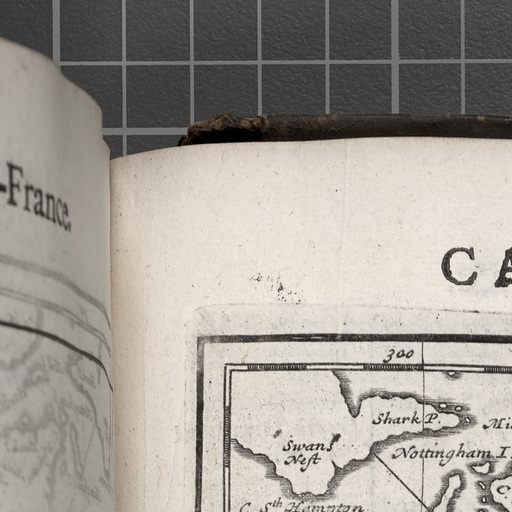 -France.
CA
300
Shark P.
Swans Nest
Nottingham I
C. Sth Hampton